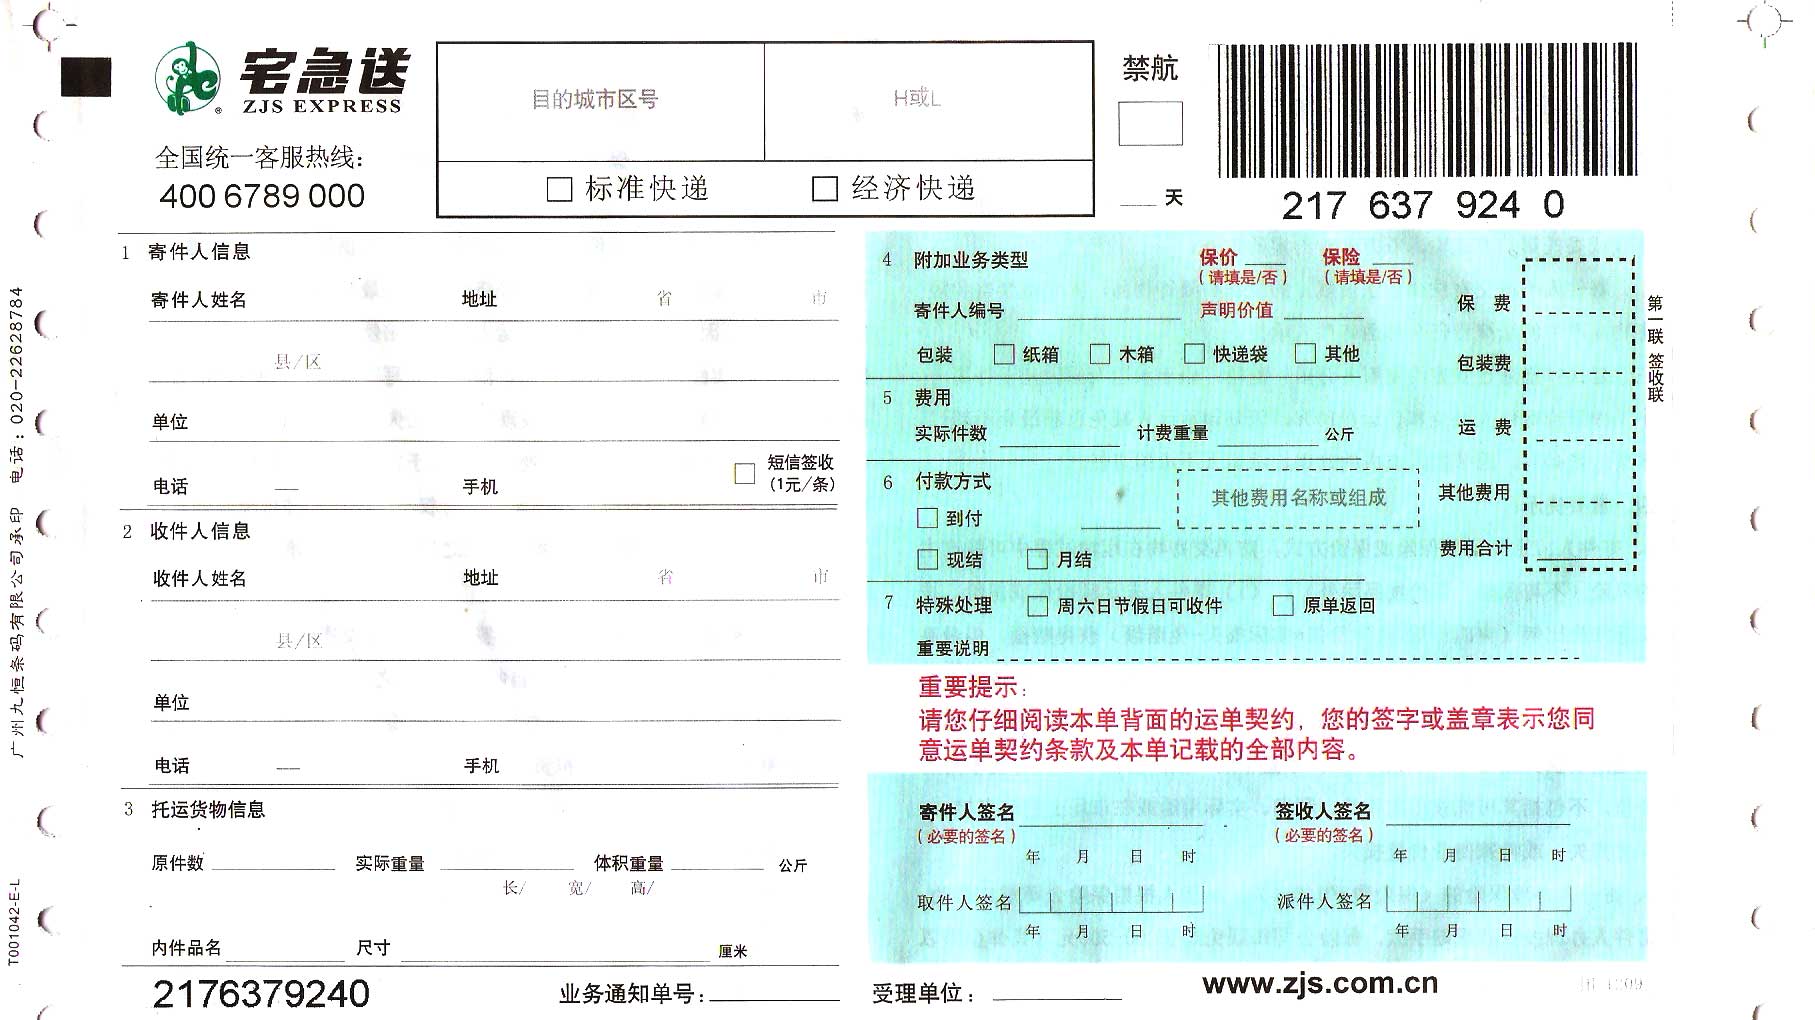 宅急送
ZJS EXPRESS
全国统一客服热线：
400 6789 000
目的城市区号
H或L
标准快递
经济快递
禁航
天
217 637 924 0
1 寄件人信息
寄件人姓名 地址 省 市
县/区
单位
电话 — 手机
短信签收
(1元/条)
2 收件人信息
收件人姓名 地址 省 市
县/区
单位
电话 — 手机
3 托运货物信息
原件数 实际重量 体积重量 公斤
长/ 宽/ 高/
内件品名 尺寸 厘米
2176379240
业务通知单号：
4 附加业务类型
保价 保险
(请填是/否) (请填是/否)
寄件人编号 声明价值
包装 纸箱 木箱 快递袋 其他
5 费用
实际件数 计费重量 公斤
6 付款方式
到付
现结 月结
其他费用名称或组成
保 费
包装费
运 费
其他费用
费用合计
7 特殊处理 周六日节假日可收件 原单返回
重要说明
第一联 签收联
重要提示：
请您仔细阅读本单背面的运单契约，您的签字或盖章表示您同
意运单契约条款及本单记载的全部内容。
寄件人签名 签收人签名
(必要的签名) (必要的签名)
年 月 日 时 年 月 日 时
取件人签名 派件人签名
年 月 日 时 年 月 日 时
受理单位：
www.zjs.com.cn
广州九恒条码有限公司承印 电话：020-22628784
T001042-E-L